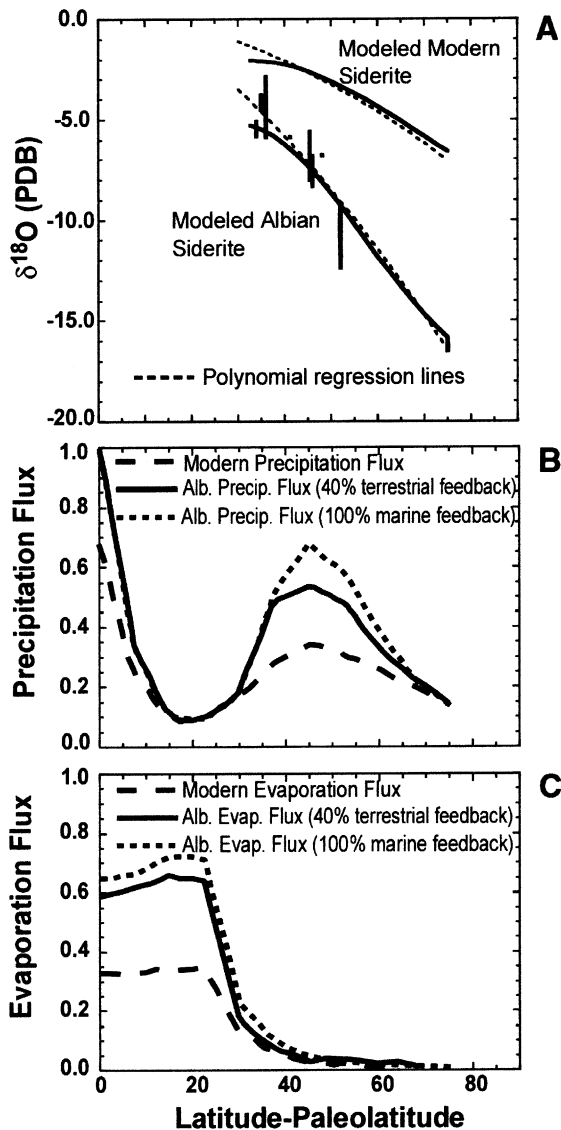 A
0.0
-5.0
-10.0
-15.0
-20.0
δ18O (PDB)
Modeled Modern
Siderite
Modeled Albian
Siderite
Polynomial regression lines
B
1.0
0.8
0.6
0.4
0.2
0.0
Precipitation Flux
Modern Precipitation Flux
Alb. Precip. Flux (40% terrestrial feedback)
Alb. Precip. Flux (100% marine feedback)
C
1.0
0.8
0.6
0.4
0.2
0.0
Evaporation Flux
Modern Evaporation Flux
Alb. Evap. Flux (40% terrestrial feedback)
Alb. Evap. Flux (100% marine feedback)
0 20 40 60 80
Latitude-Paleolatitude